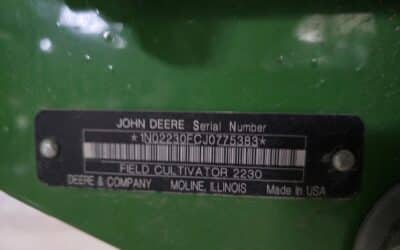 JOHN DEERE Serial Number
*1N02230FCJ0775383*
FIELD CULTIVATOR 2230
DEERE & COMPANY MOLINE, ILLINOIS Made In USA